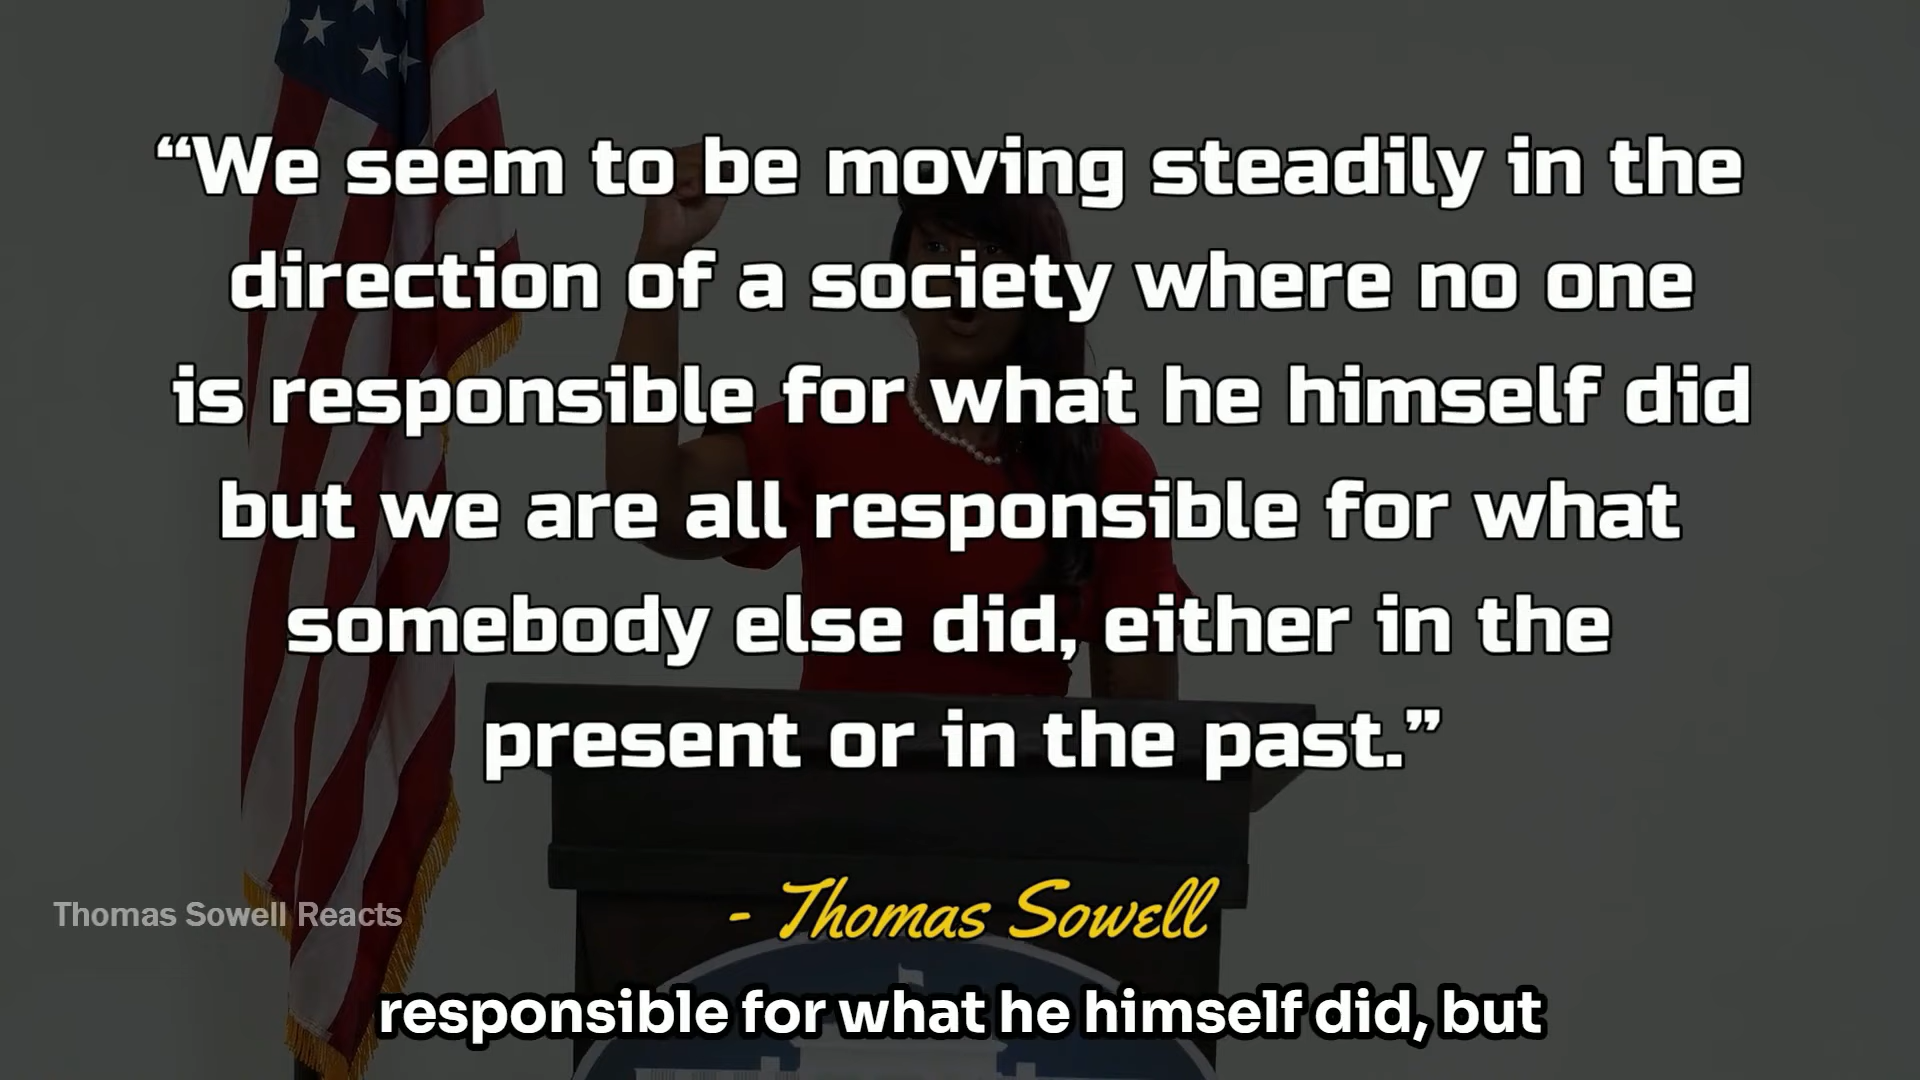 “We seem to be moving steadily in the
direction of a society where no one
is responsible for what he himself did
but we are all responsible for what
somebody else did, either in the
present or in the past.”
- Thomas Sowell
Thomas Sowell Reacts
responsible for what he himself did, but